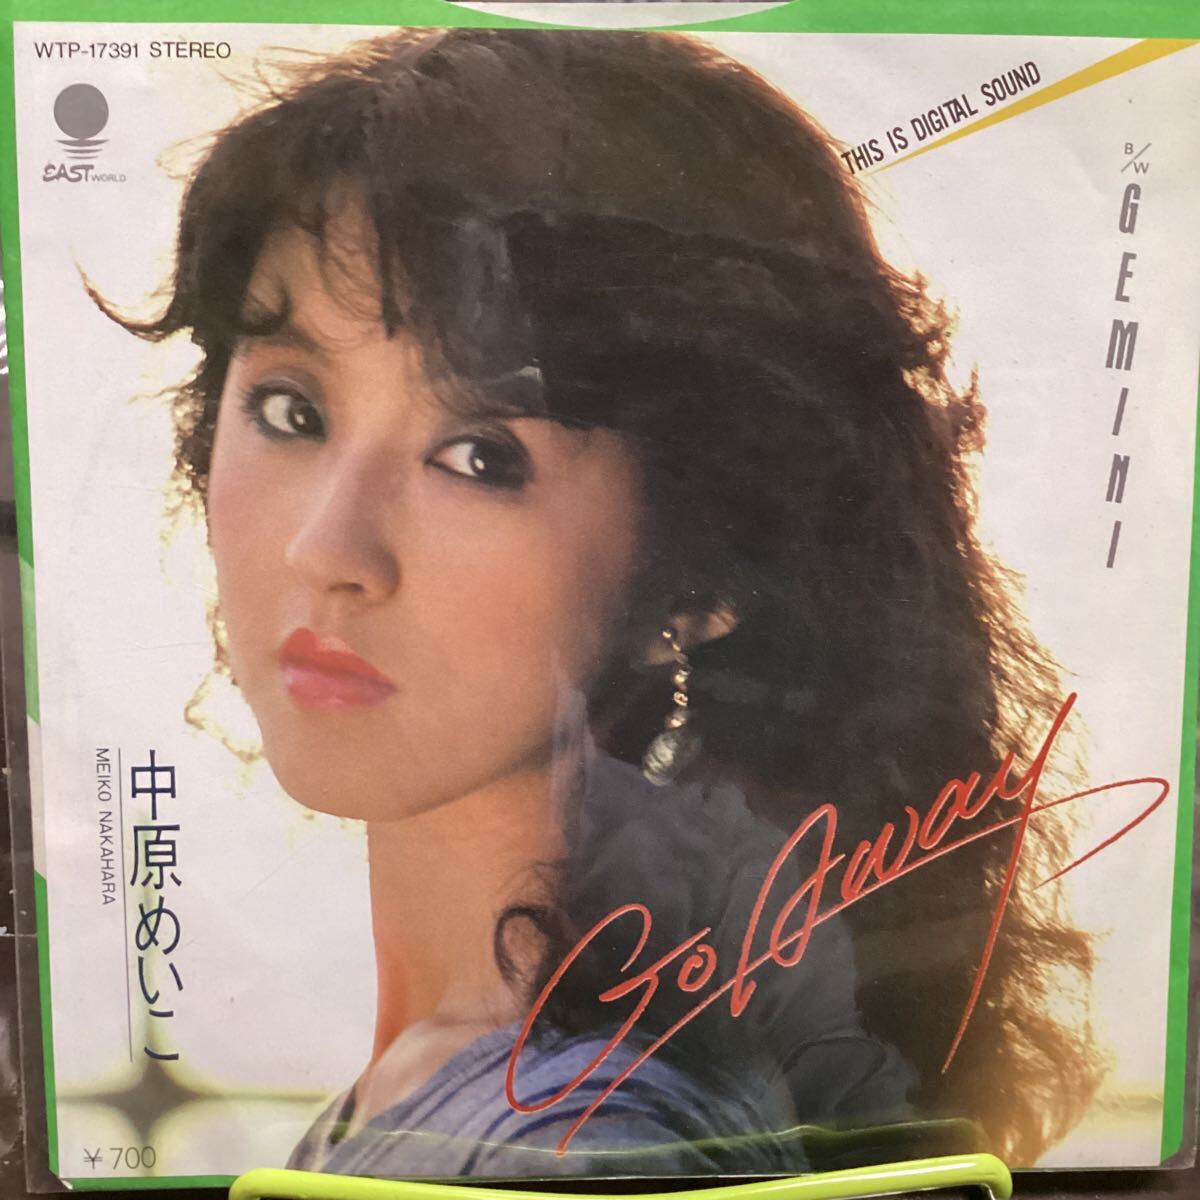 WTP-17391 STEREO
EAST WORLD
THIS IS DIGITAL SOUND
B/W
GEMINI
中原めいこ
MEIKO NAKAHARA
Go Away
¥700